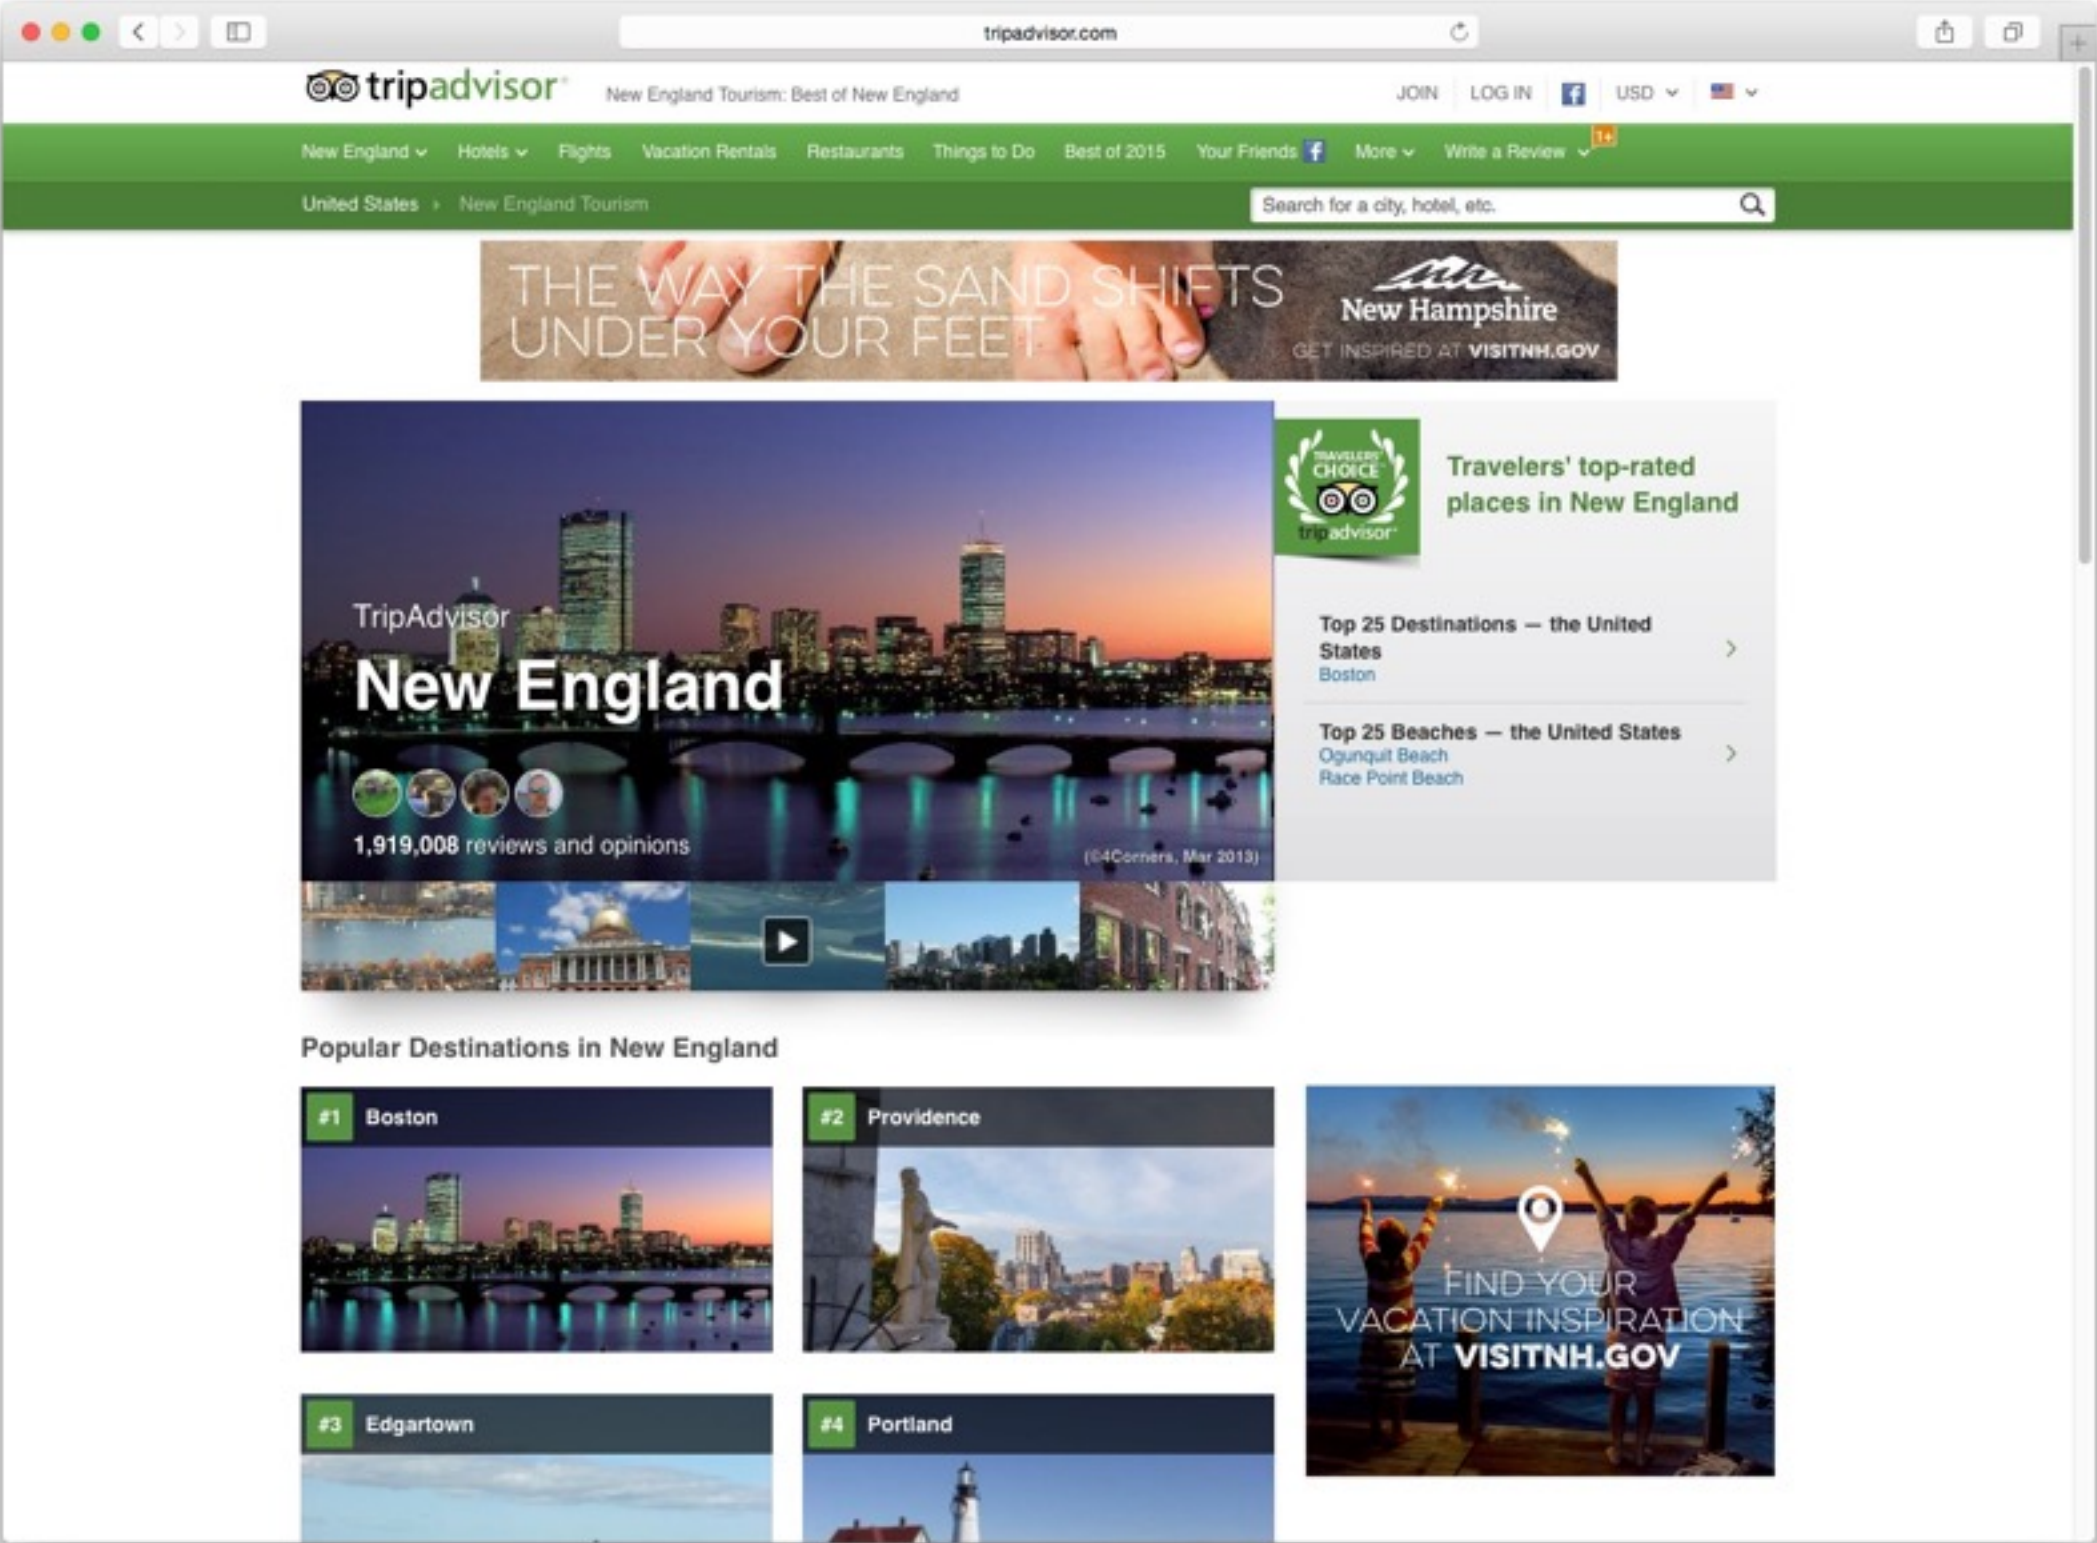 tripadvisor.com
tripadvisor
New England Tourism: Best of New England
JOIN
LOG IN
f
USD
New England
Hotels
Flights
Vacation Rentals
Restaurants
Things to Do
Best of 2015
Your Friends f
More
Write a Review
1+
United States › New England Tourism
Search for a city, hotel, etc.
THE WAY THE SAND SHIFTS
UNDER YOUR FEET
nh
New Hampshire
GET INSPIRED AT VISITNH.GOV
TripAdvisor
New England
1,919,008 reviews and opinions
(©4Corners, Mar 2013)
TRAVELERS'
CHOICE
tripadvisor
Travelers' top-rated
places in New England
Top 25 Destinations — the United
States
Boston
Top 25 Beaches — the United States
Ogunquit Beach
Race Point Beach
Popular Destinations in New England
#1 Boston
#2 Providence
FIND YOUR
VACATION INSPIRATION
AT VISITNH.GOV
#3 Edgartown
#4 Portland